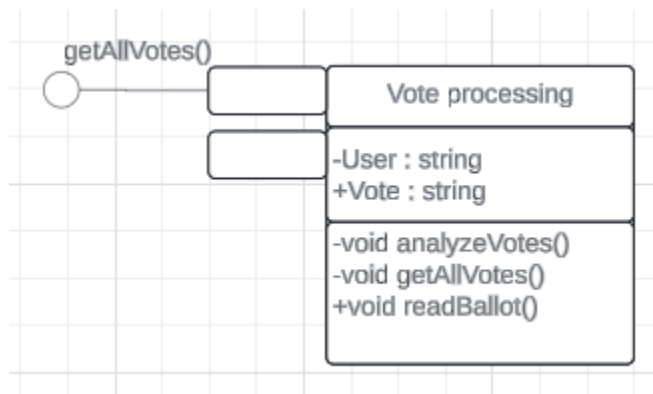 getAllVotes()
Vote processing
-User : string
+Vote : string
-void analyzeVotes()
-void getAllVotes()
+void readBallot()